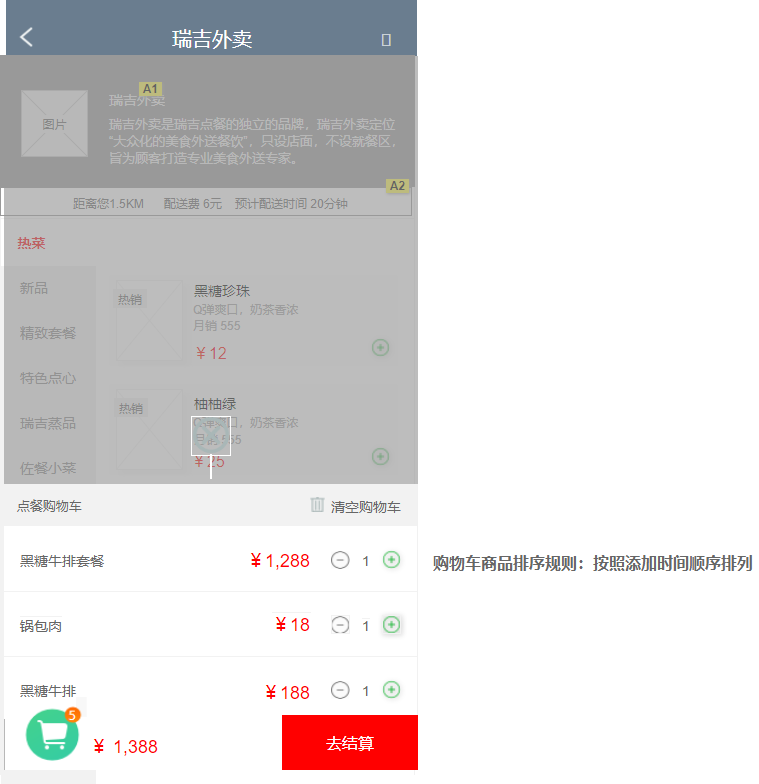 瑞吉外卖
A1
图片
瑞吉外卖
瑞吉外卖是瑞吉点餐的独立的品牌，瑞吉外卖定位
“大众化的美食外送餐饮”，只设店面，不设就餐区，
旨为顾客打造专业美食外送专家。
A2
距离您1.5KM 配送费 6元 预计配送时间 20分钟
热菜
新品
精致套餐
特色点心
瑞吉蒸品
佐餐小菜
热销
黑糖珍珠
Q弹爽口，奶茶香浓
月销 555
￥12
热销
柚柚绿
Q弹爽口，奶茶香浓
月销 555
￥25
点餐购物车 清空购物车
黑糖牛排套餐 ￥1,288 1
锅包肉 ￥18 1
黑糖牛排 ￥188 1
5
￥ 1,388
去结算
购物车商品排序规则：按照添加时间顺序排列